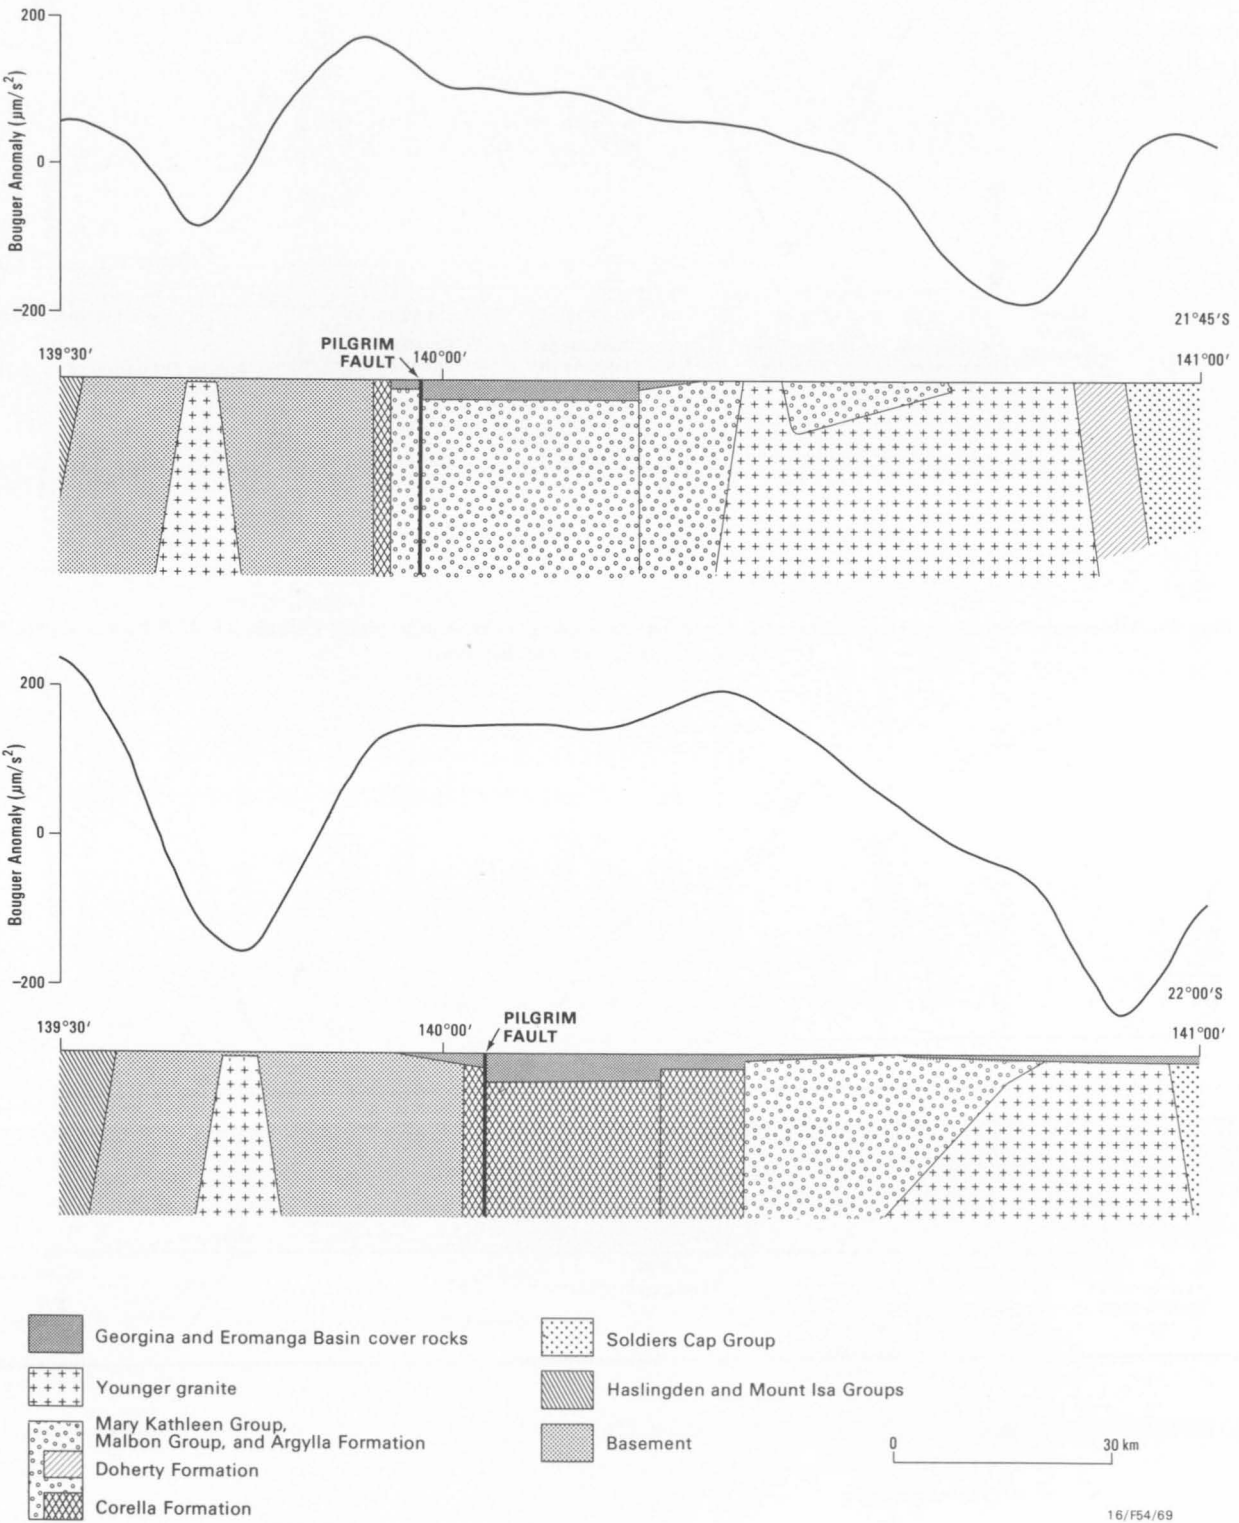 200
Bouguer Anomaly (μm/s²)
0
−200
21°45′S
139°30′
PILGRIM
FAULT
140°00′
141°00′
200
Bouguer Anomaly (μm/s²)
0
−200
22°00′S
139°30′
140°00′
PILGRIM
FAULT
141°00′
Georgina and Eromanga Basin cover rocks
Younger granite
Mary Kathleen Group,
Malbon Group, and Argylla Formation
Doherty Formation
Corella Formation
Soldiers Cap Group
Haslingden and Mount Isa Groups
Basement
0
30 km
16/F54/69